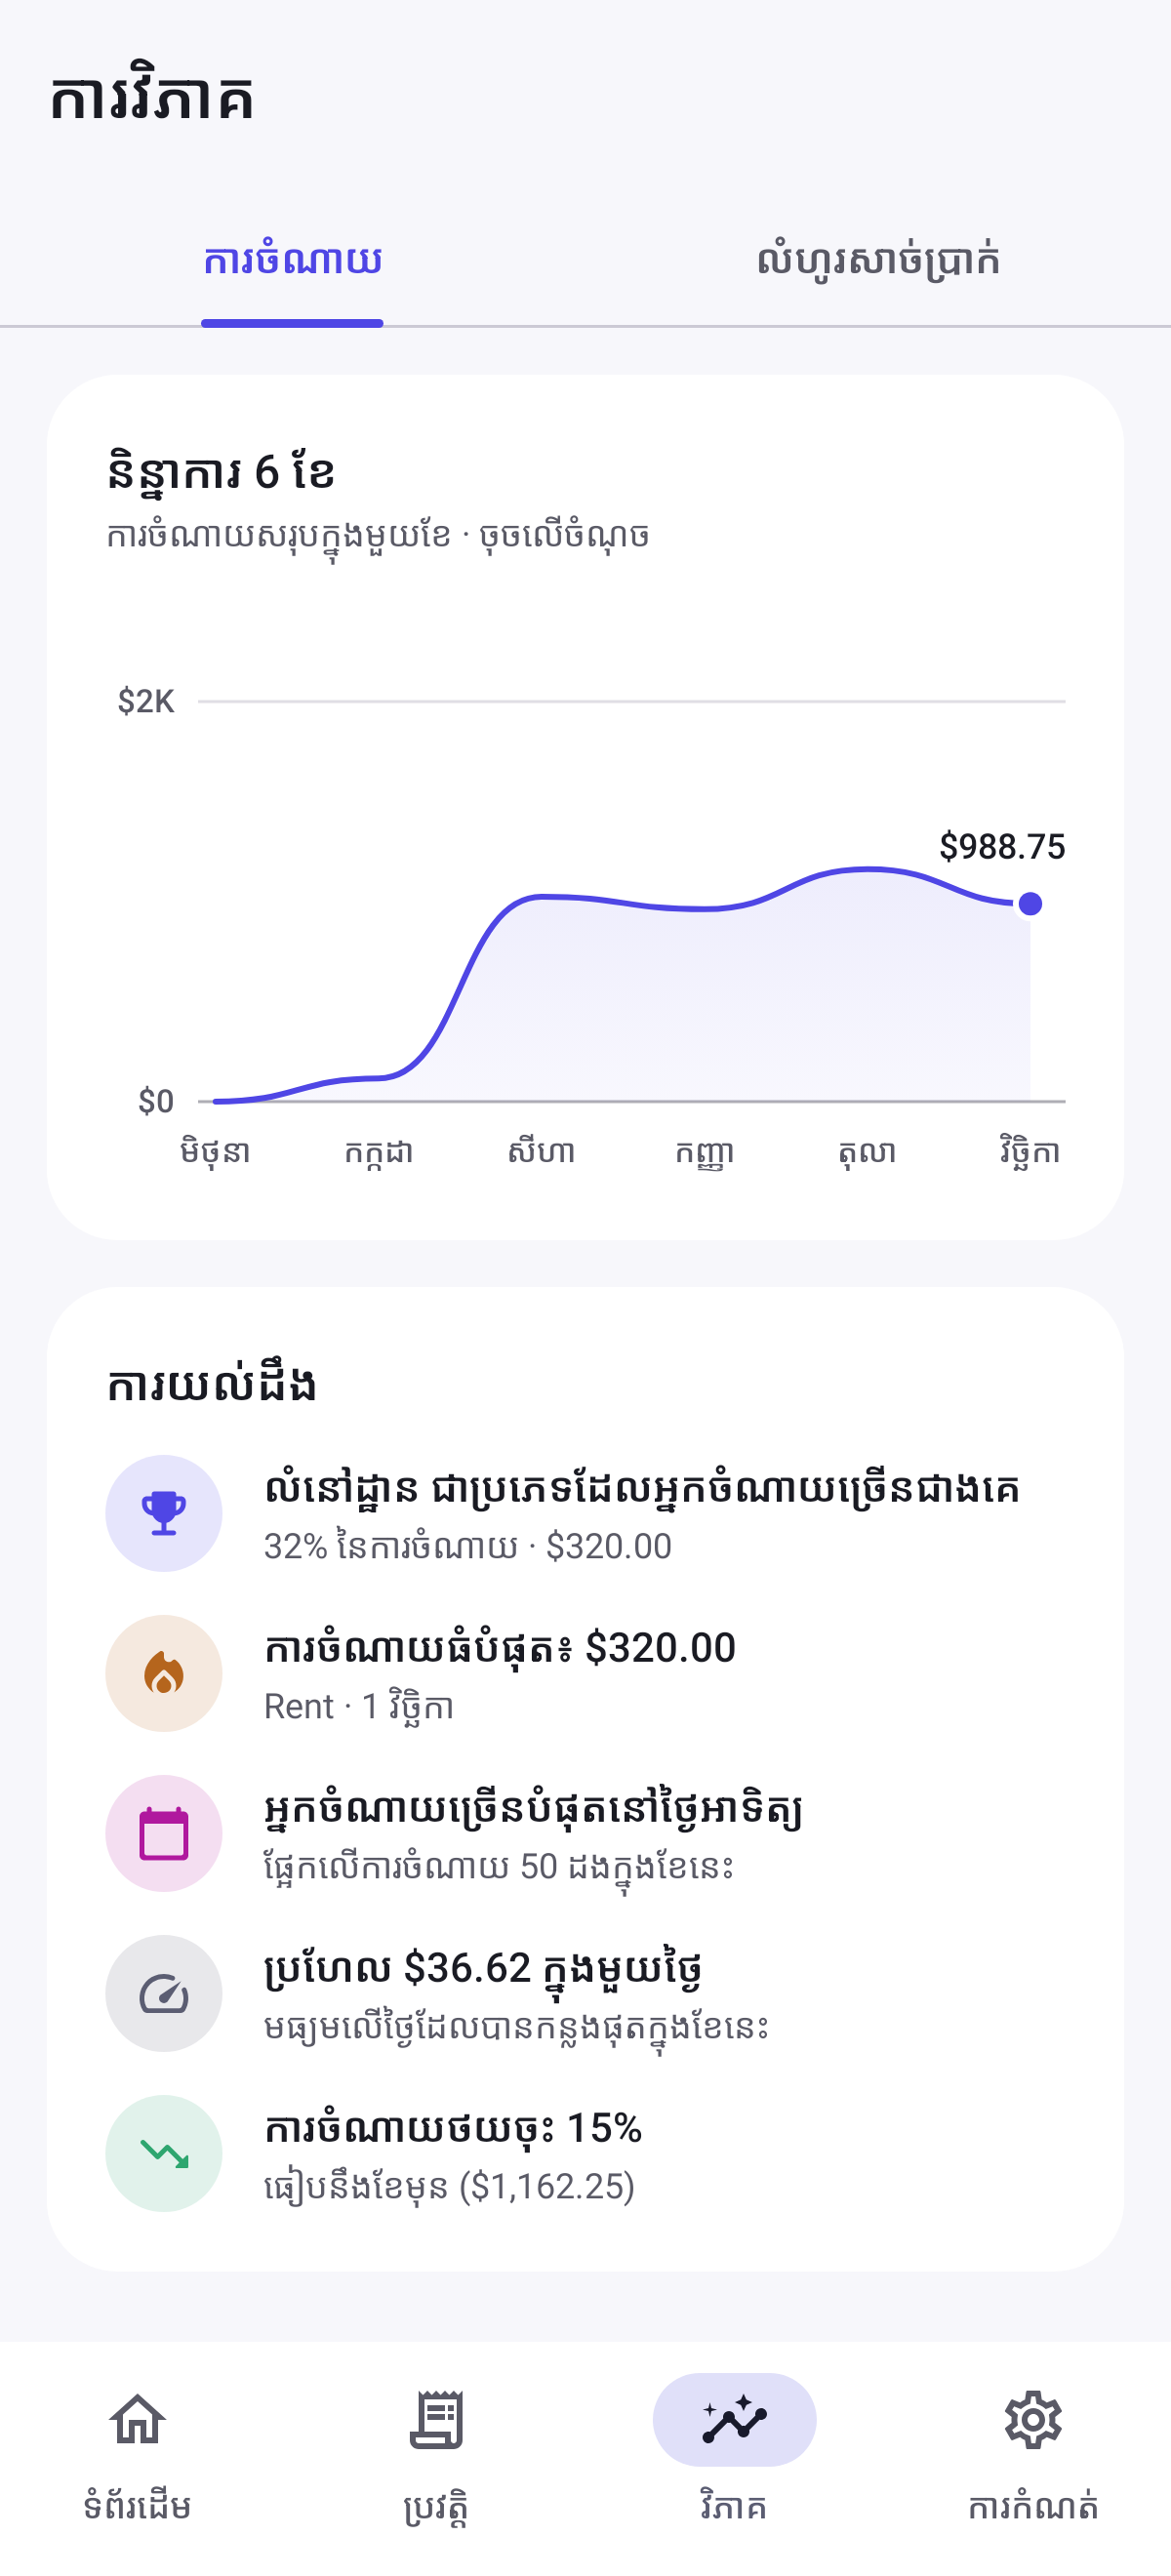 ការវិភាគ
ការចំណាយ
លំហូរសាច់ប្រាក់
និន្នាការ 6 ខែ
ការចំណាយសរុបក្នុងមួយខែ · ចុចលើចំណុច
$2K
$988.75
$0
មិថុនា កក្កដា សីហា កញ្ញា តុលា វិច្ឆិកា
ការយល់ដឹង
លំនៅដ្ឋាន ជាប្រភេទដែលអ្នកចំណាយច្រើនជាងគេ
32% នៃការចំណាយ · $320.00
ការចំណាយធំបំផុត៖ $320.00
Rent · 1 វិច្ឆិកា
អ្នកចំណាយច្រើនបំផុតនៅថ្ងៃអាទិត្យ
ផ្អែកលើការចំណាយ 50 ដងក្នុងខែនេះ
ប្រហែល $36.62 ក្នុងមួយថ្ងៃ
មធ្យមលើថ្ងៃដែលបានកន្លងផុតក្នុងខែនេះ
ការចំណាយថយចុះ 15%
ធៀបនឹងខែមុន ($1,162.25)
ទំព័រដើម
ប្រវត្តិ
វិភាគ
ការកំណត់